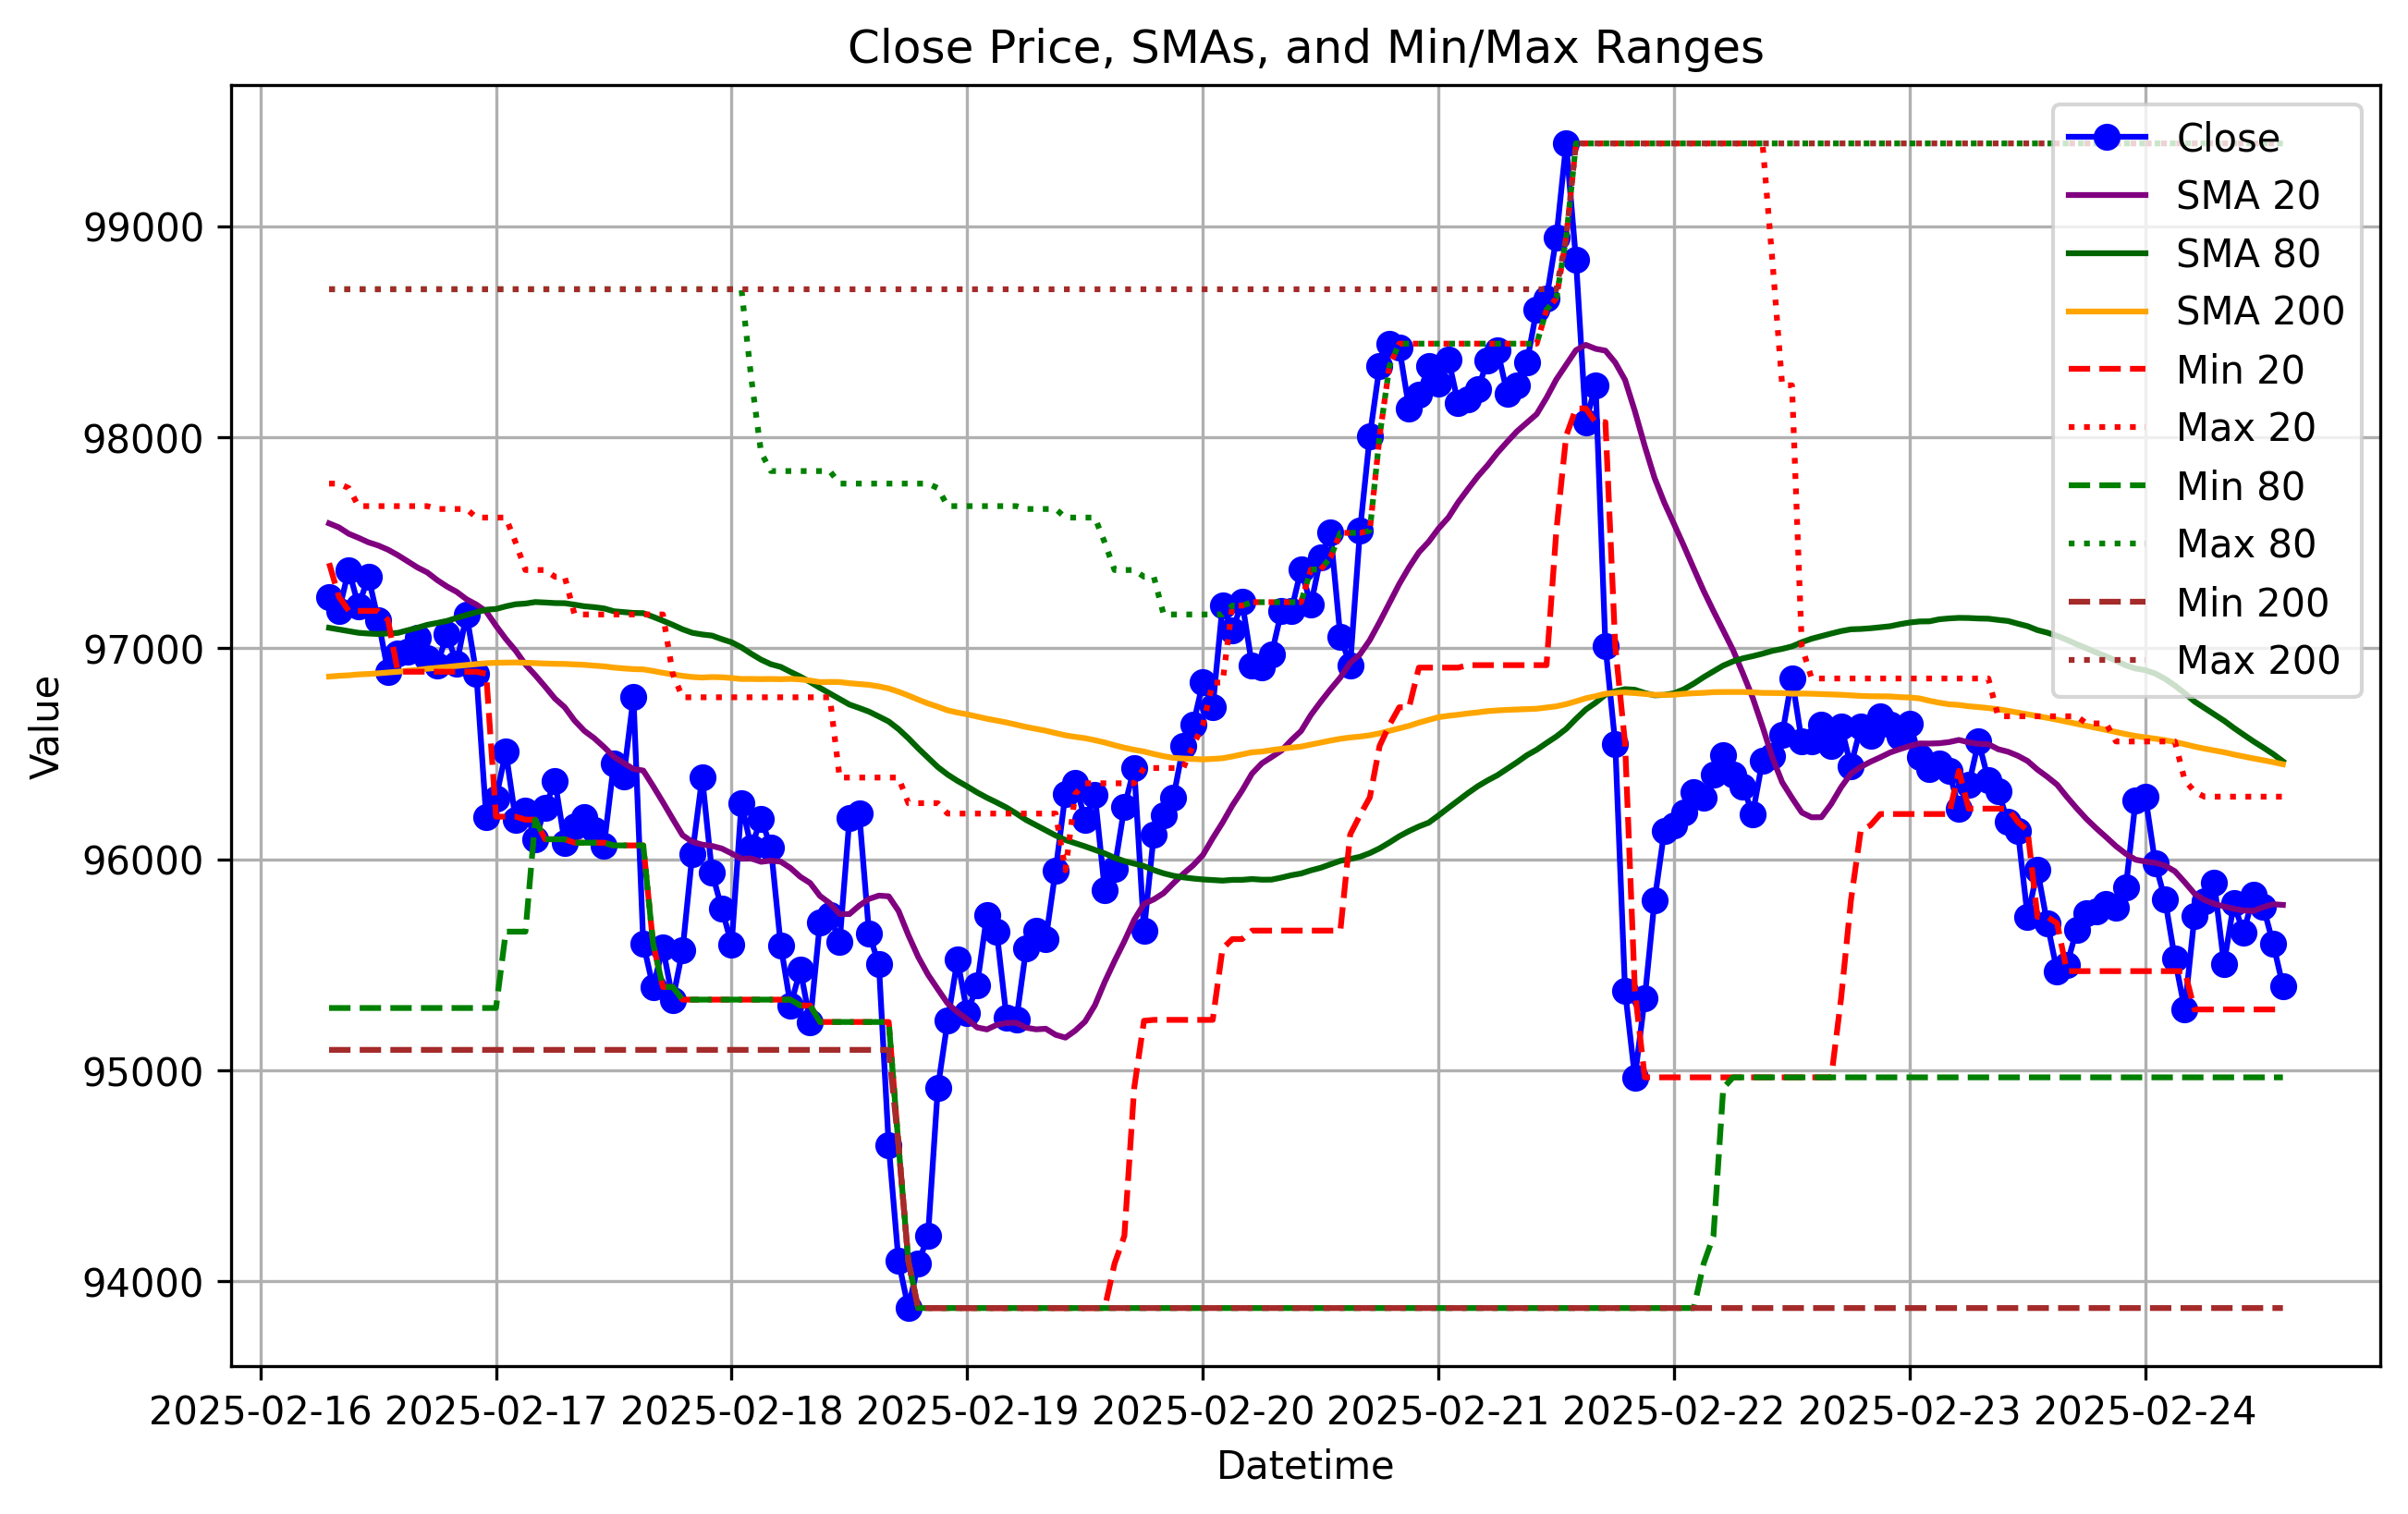 Close Price, SMAs, and Min/Max Ranges
Value
99000
98000
97000
96000
95000
94000
Close
SMA 20
SMA 80
SMA 200
Min 20
Max 20
Min 80
Max 80
Min 200
Max 200
2025-02-16 2025-02-17 2025-02-18 2025-02-19 2025-02-20 2025-02-21 2025-02-22 2025-02-23 2025-02-24
Datetime